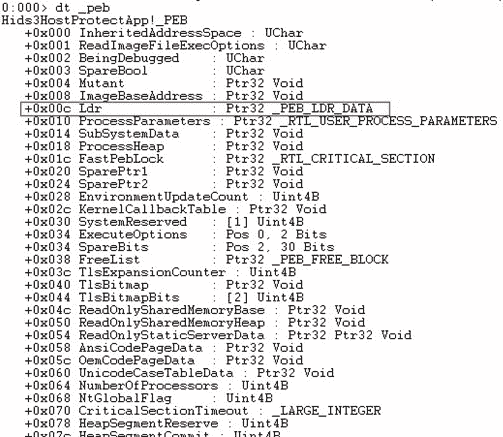 0:000> dt _peb
Hids3HostProtectApp!_PEB
+0x000 InheritedAddressSpace : UChar
+0x001 ReadImageFileExecOptions : UChar
+0x002 BeingDebugged : UChar
+0x003 SpareBool : UChar
+0x004 Mutant : Ptr32 Void
+0x008 ImageBaseAddress : Ptr32 Void
+0x00c Ldr : Ptr32 _PEB_LDR_DATA
+0x010 ProcessParameters : Ptr32 _RTL_USER_PROCESS_PARAMETERS
+0x014 SubSystemData : Ptr32 Void
+0x018 ProcessHeap : Ptr32 Void
+0x01c FastPebLock : Ptr32 _RTL_CRITICAL_SECTION
+0x020 SparePtr1 : Ptr32 Void
+0x024 SparePtr2 : Ptr32 Void
+0x028 EnvironmentUpdateCount : Uint4B
+0x02c KernelCallbackTable : Ptr32 Void
+0x030 SystemReserved : [1] Uint4B
+0x034 ExecuteOptions : Pos 0, 2 Bits
+0x034 SpareBits : Pos 2, 30 Bits
+0x038 FreeList : Ptr32 _PEB_FREE_BLOCK
+0x03c TlsExpansionCounter : Uint4B
+0x040 TlsBitmap : Ptr32 Void
+0x044 TlsBitmapBits : [2] Uint4B
+0x04c ReadOnlySharedMemoryBase : Ptr32 Void
+0x050 ReadOnlySharedMemoryHeap : Ptr32 Void
+0x054 ReadOnlyStaticServerData : Ptr32 Ptr32 Void
+0x058 AnsiCodePageData : Ptr32 Void
+0x05c OemCodePageData : Ptr32 Void
+0x060 UnicodeCaseTableData : Ptr32 Void
+0x064 NumberOfProcessors : Uint4B
+0x068 NtGlobalFlag : Uint4B
+0x070 CriticalSectionTimeout : _LARGE_INTEGER
+0x078 HeapSegmentReserve : Uint4B
+0x07c HeapSegmentCommit : Uint4B